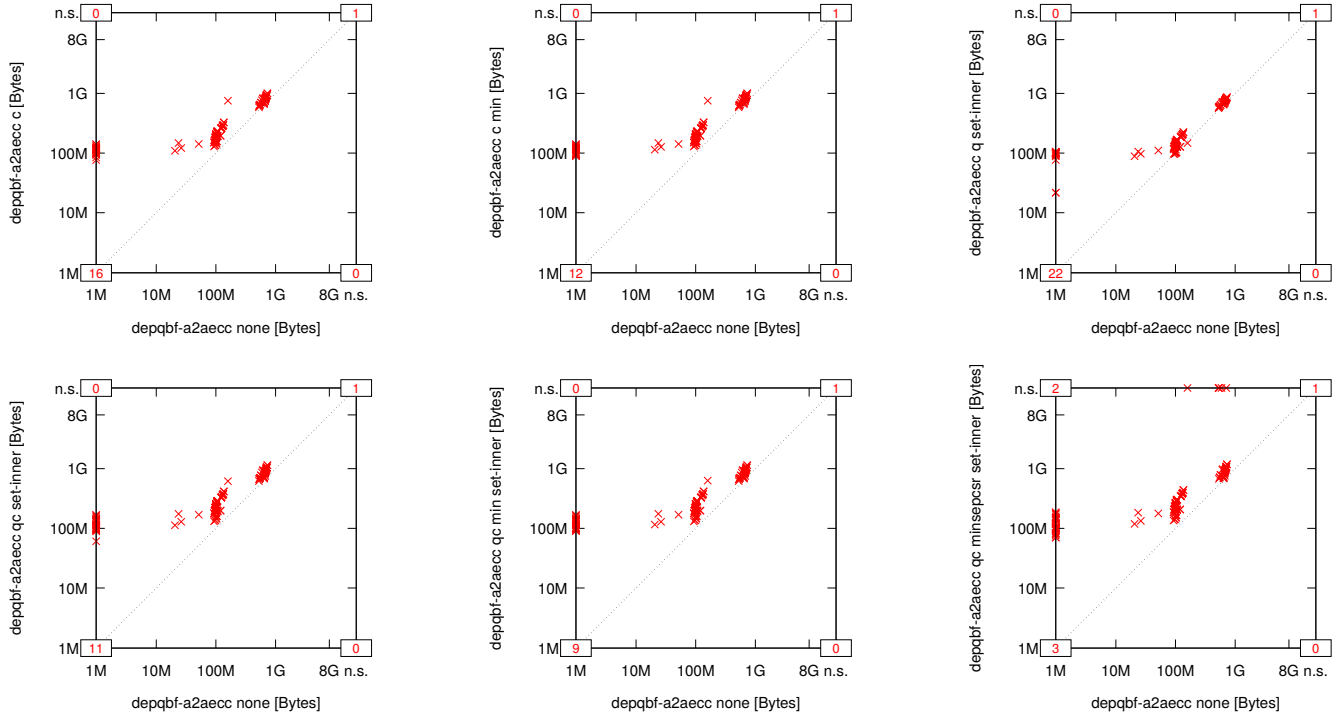 n.s. 0 1
8G
1G
100M
10M
1M 16 0
1M 10M 100M 1G 8G n.s.
depqbf-a2aecc c [Bytes]
depqbf-a2aecc none [Bytes]
n.s. 0 1
8G
1G
100M
10M
1M 12 0
1M 10M 100M 1G 8G n.s.
depqbf-a2aecc c min [Bytes]
depqbf-a2aecc none [Bytes]
n.s. 0 1
8G
1G
100M
10M
1M 22 0
1M 10M 100M 1G 8G n.s.
depqbf-a2aecc q set-inner [Bytes]
depqbf-a2aecc none [Bytes]
n.s. 0 1
8G
1G
100M
10M
1M 11 0
1M 10M 100M 1G 8G n.s.
depqbf-a2aecc qc set-inner [Bytes]
depqbf-a2aecc none [Bytes]
n.s. 0 1
8G
1G
100M
10M
1M 9 0
1M 10M 100M 1G 8G n.s.
depqbf-a2aecc qc min set-inner [Bytes]
depqbf-a2aecc none [Bytes]
n.s. 2 1
8G
1G
100M
10M
1M 3 0
1M 10M 100M 1G 8G n.s.
depqbf-a2aecc qc minsepcsr set-inner [Bytes]
depqbf-a2aecc none [Bytes]